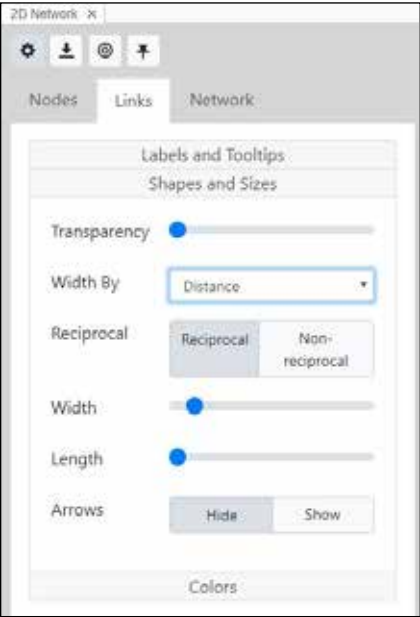 2D Network ×
Nodes Links Network
Labels and Tooltips
Shapes and Sizes
Transparency
Width By Distance
Reciprocal Reciprocal Non-
reciprocal
Width
Length
Arrows Hide Show
Colors